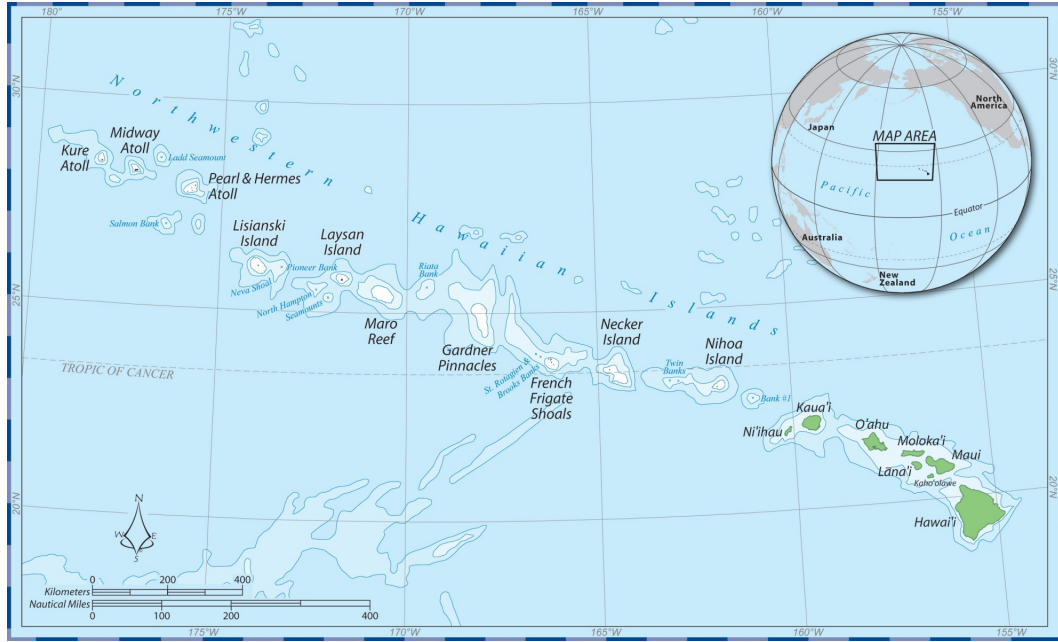 180°
175°W
170°W
165°W
160°W
155°W
30°N
30°N
Northwestern
Hawaiian
Islands
Kure
Atoll
Midway
Atoll
Ladd Seamount
Pearl & Hermes
Atoll
Salmon Bank
Lisianski
Island
Neva Shoal
Pioneer Bank
North Hampton
Seamounts
Laysan
Island
Maro
Reef
Riata
Bank
Gardner
Pinnacles
St. Rotagien &
Brooks Banks
French
Frigate
Shoals
Necker
Island
Twin
Banks
Nihoa
Island
Bank #1
25°N
25°N
TROPIC OF CANCER
Ni'ihau
Kaua'i
O'ahu
Moloka'i
Maui
Lāna'i
Kaho'olawe
Hawai'i
20°N
20°N
Japan
North
America
MAP AREA
Pacific
Equator
Ocean
Australia
New
Zealand
N
W
E
S
0 200 400
Kilometers
Nautical Miles
0 100 200 400
175°W
170°W
165°W
160°W
155°W